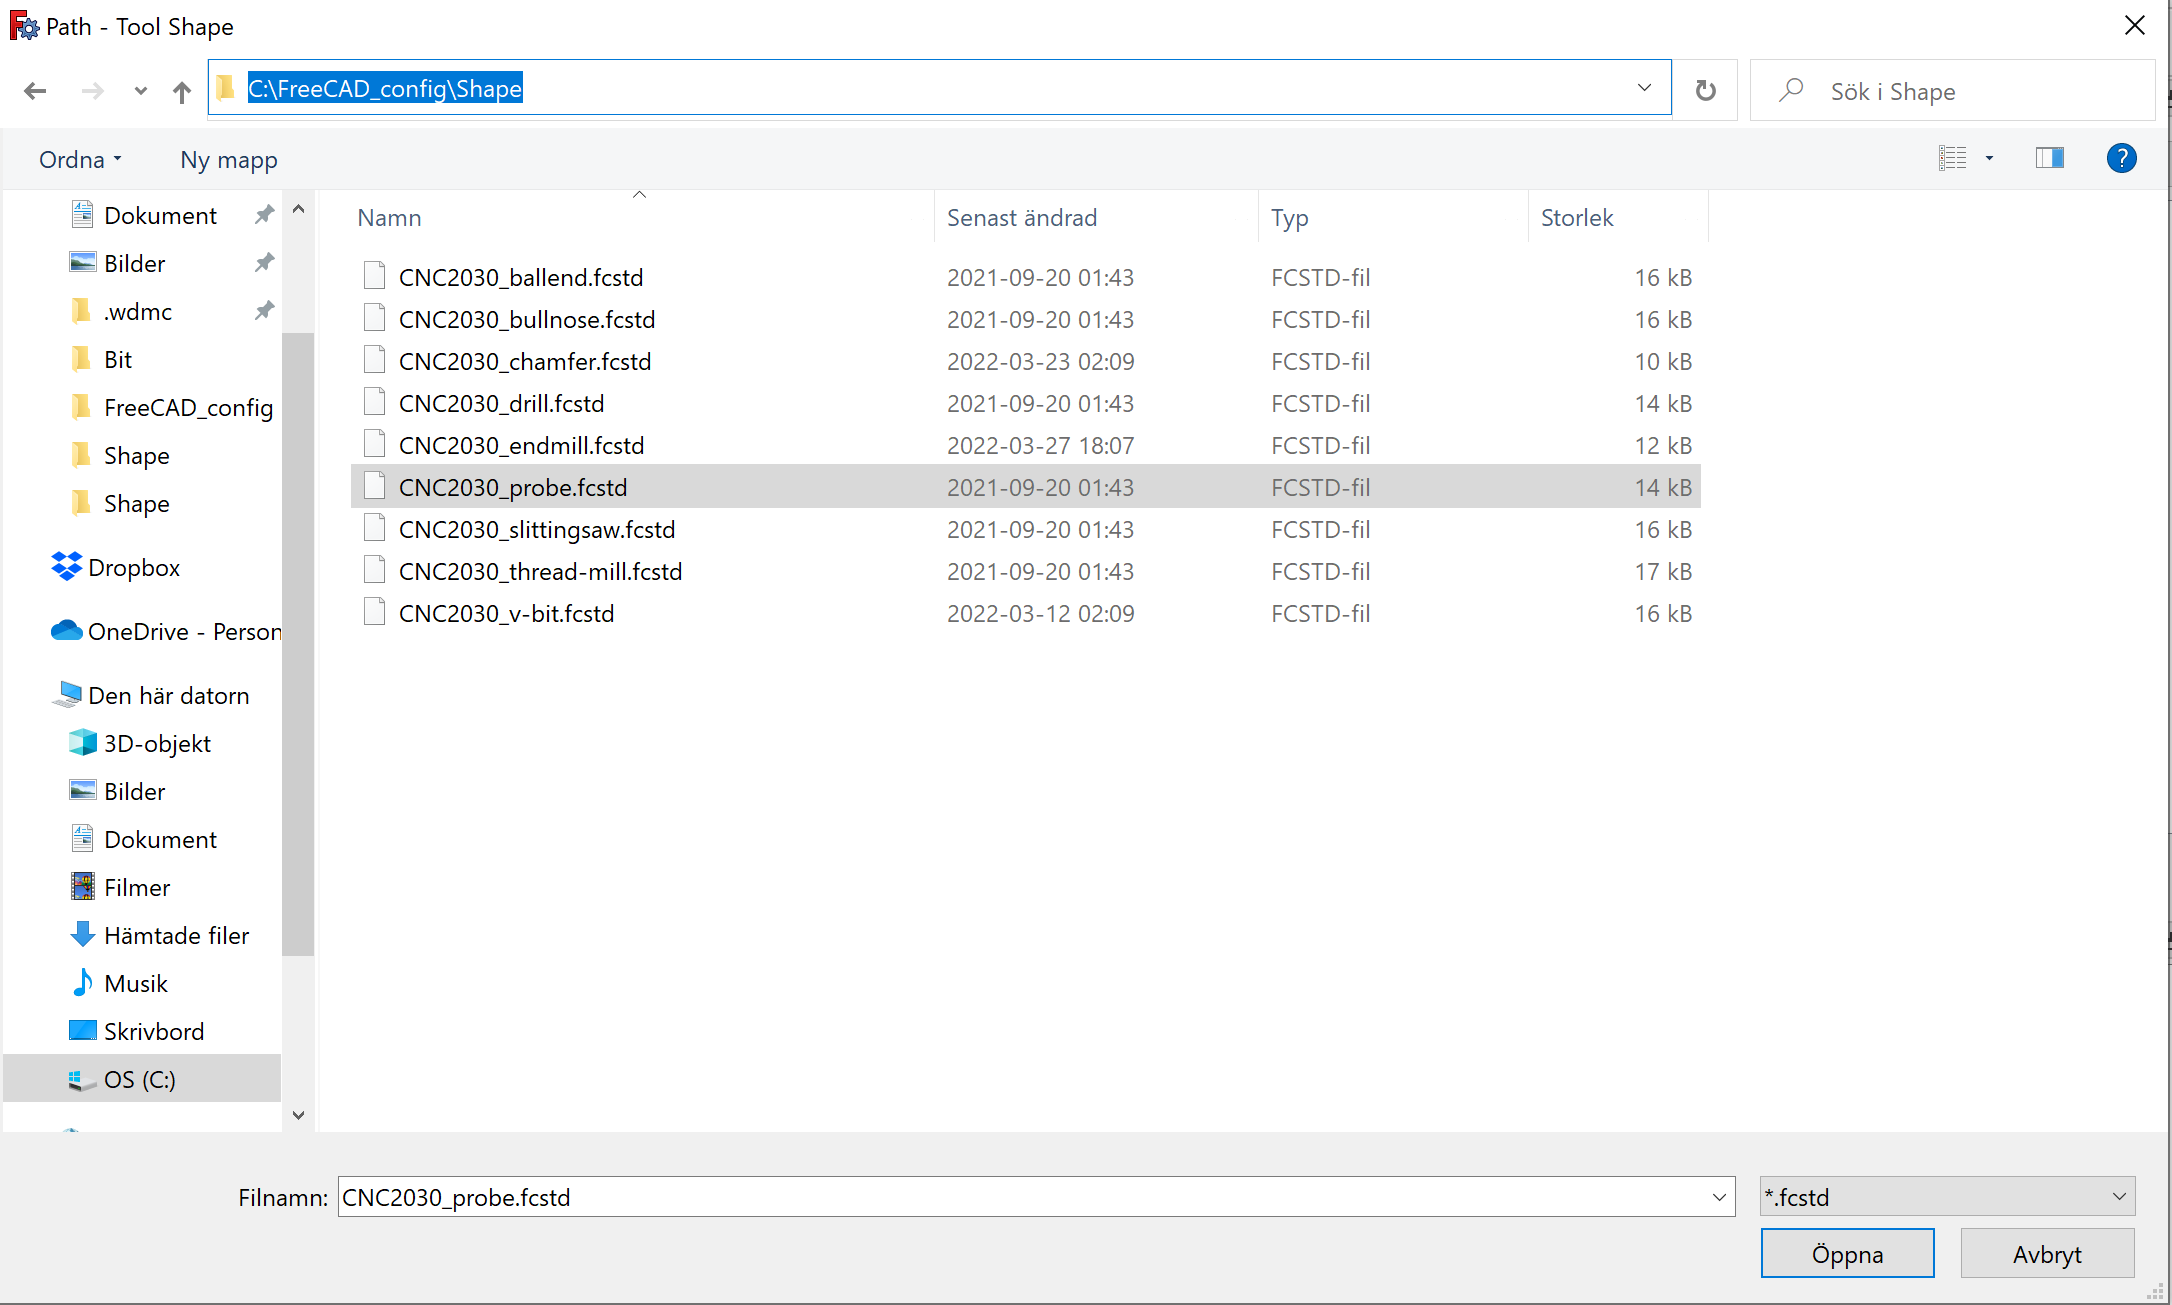 Path - Tool Shape
C:\FreeCAD_config\Shape
Sök i Shape
Ordna
Ny mapp
?
Dokument
Bilder
.wdmc
Bit
FreeCAD_config
Shape
Shape
Dropbox
OneDrive - Person
Den här datorn
3D-objekt
Bilder
Dokument
Filmer
Hämtade filer
Musik
Skrivbord
OS (C:)
Namn Senast ändrad Typ Storlek
CNC2030_ballend.fcstd 2021-09-20 01:43 FCSTD-fil 16 kB
CNC2030_bullnose.fcstd 2021-09-20 01:43 FCSTD-fil 16 kB
CNC2030_chamfer.fcstd 2022-03-23 02:09 FCSTD-fil 10 kB
CNC2030_drill.fcstd 2021-09-20 01:43 FCSTD-fil 14 kB
CNC2030_endmill.fcstd 2022-03-27 18:07 FCSTD-fil 12 kB
CNC2030_probe.fcstd 2021-09-20 01:43 FCSTD-fil 14 kB
CNC2030_slittingsaw.fcstd 2021-09-20 01:43 FCSTD-fil 16 kB
CNC2030_thread-mill.fcstd 2021-09-20 01:43 FCSTD-fil 17 kB
CNC2030_v-bit.fcstd 2022-03-12 02:09 FCSTD-fil 16 kB
Filnamn: CNC2030_probe.fcstd
*.fcstd
Öppna
Avbryt